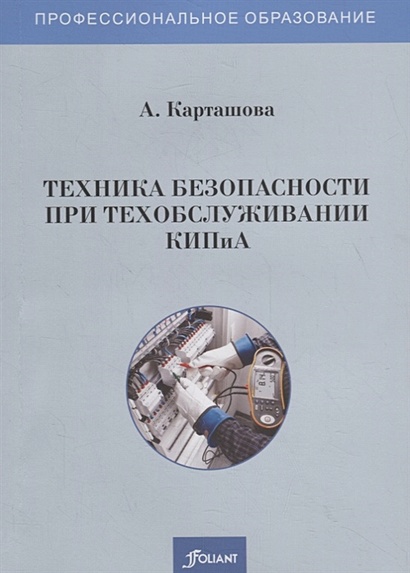 ПРОФЕССИОНАЛЬНОЕ ОБРАЗОВАНИЕ
А. Карташова
ТЕХНИКА БЕЗОПАСНОСТИ
ПРИ ТЕХОБСЛУЖИВАНИИ
КИПиА
FOLIANT